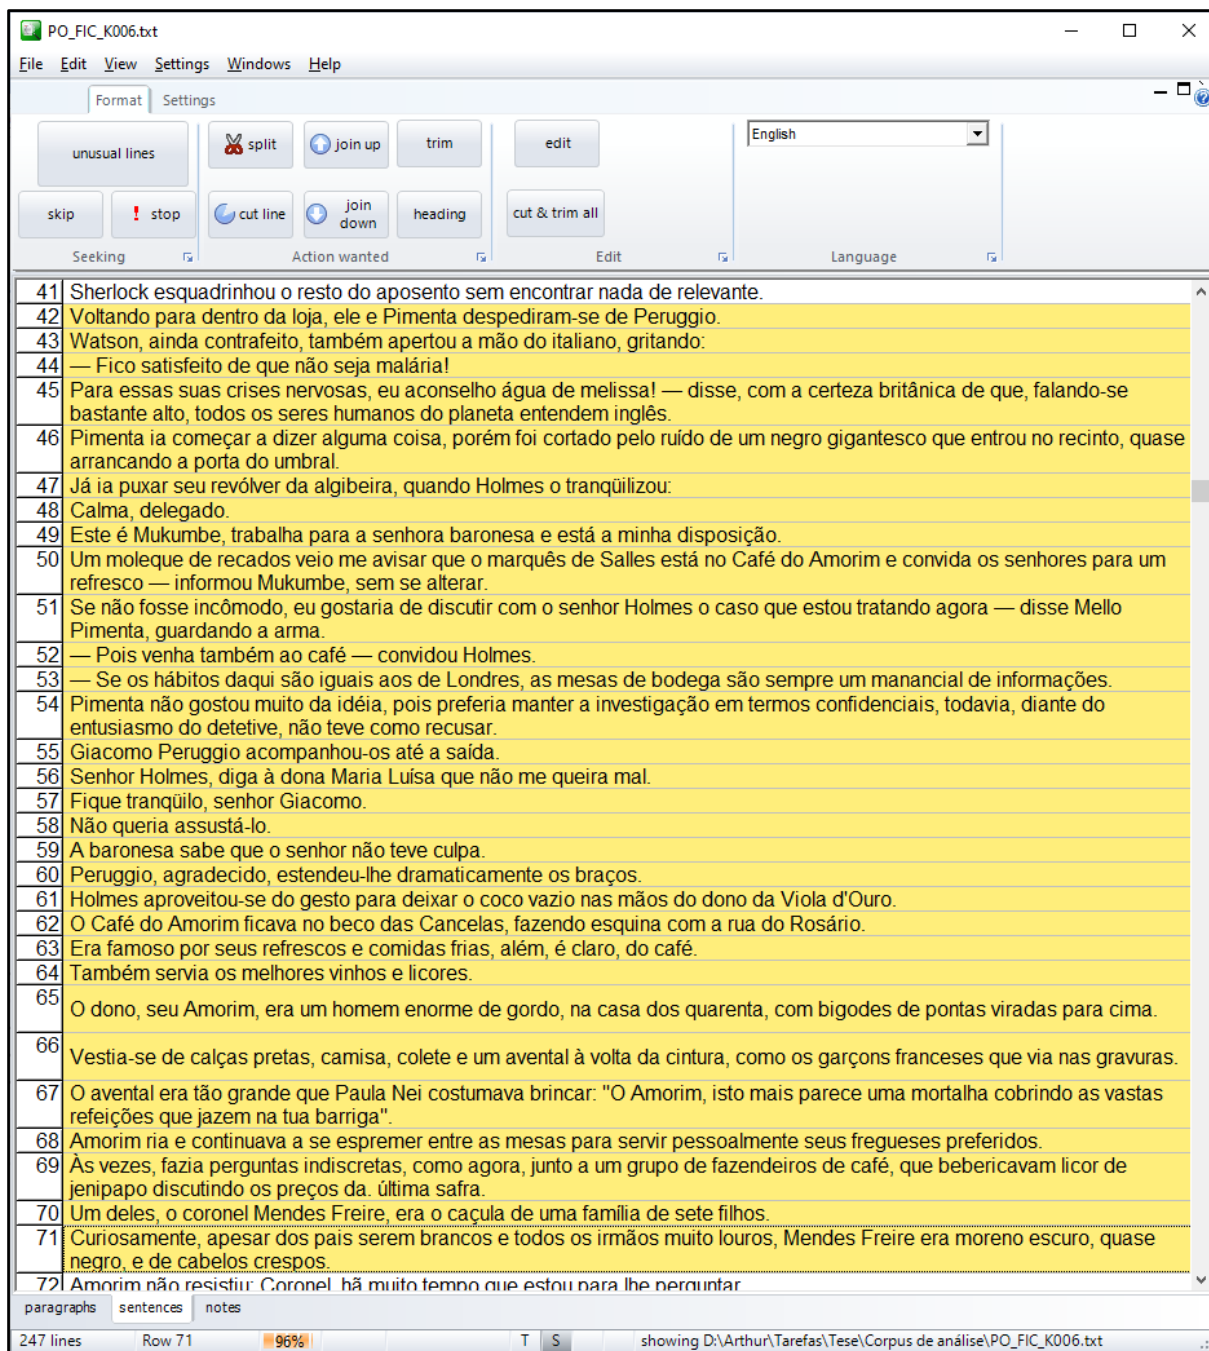 PO_FIC_K006.txt
File Edit View Settings Windows Help
Format Settings
unusual lines split join up trim edit English
skip stop cut line join down heading cut & trim all
Seeking Action wanted Edit Language
41 Sherlock esquadrinhou o resto do aposento sem encontrar nada de relevante.
42 Voltando para dentro da loja, ele e Pimenta despediram-se de Peruggio.
43 Watson, ainda contrafeito, também apertou a mão do italiano, gritando:
44 — Fico satisfeito de que não seja malária!
45 Para essas suas crises nervosas, eu aconselho água de melissa! — disse, com a certeza britânica de que, falando-se
bastante alto, todos os seres humanos do planeta entendem inglês.
46 Pimenta ia começar a dizer alguma coisa, porém foi cortado pelo ruído de um negro gigantesco que entrou no recinto, quase
arrancando a porta do umbral.
47 Já ia puxar seu revólver da algibeira, quando Holmes o tranqüilizou:
48 Calma, delegado.
49 Este é Mukumbe, trabalha para a senhora baronesa e está a minha disposição.
50 Um moleque de recados veio me avisar que o marquês de Salles está no Café do Amorim e convida os senhores para um
refresco — informou Mukumbe, sem se alterar.
51 Se não fosse incômodo, eu gostaria de discutir com o senhor Holmes o caso que estou tratando agora — disse Mello
Pimenta, guardando a arma.
52 — Pois venha também ao café — convidou Holmes.
53 — Se os hábitos daqui são iguais aos de Londres, as mesas de bodega são sempre um manancial de informações.
54 Pimenta não gostou muito da idéia, pois preferia manter a investigação em termos confidenciais, todavia, diante do
entusiasmo do detetive, não teve como recusar.
55 Giacomo Peruggio acompanhou-os até a saída.
56 Senhor Holmes, diga à dona Maria Luísa que não me queira mal.
57 Fique tranqüilo, senhor Giacomo.
58 Não queria assustá-lo.
59 A baronesa sabe que o senhor não teve culpa.
60 Peruggio, agradecido, estendeu-lhe dramaticamente os braços.
61 Holmes aproveitou-se do gesto para deixar o coco vazio nas mãos do dono da Viola d'Ouro.
62 O Café do Amorim ficava no beco das Cancelas, fazendo esquina com a rua do Rosário.
63 Era famoso por seus refrescos e comidas frias, além, é claro, do café.
64 Também servia os melhores vinhos e licores.
65 O dono, seu Amorim, era um homem enorme de gordo, na casa dos quarenta, com bigodes de pontas viradas para cima.
66 Vestia-se de calças pretas, camisa, colete e um avental à volta da cintura, como os garçons franceses que via nas gravuras.
67 O avental era tão grande que Paula Nei costumava brincar: "O Amorim, isto mais parece uma mortalha cobrindo as vastas
refeições que jazem na tua barriga".
68 Amorim ria e continuava a se espremer entre as mesas para servir pessoalmente seus fregueses preferidos.
69 Às vezes, fazia perguntas indiscretas, como agora, junto a um grupo de fazendeiros de café, que bebericavam licor de
jenipapo discutindo os preços da. última safra.
70 Um deles, o coronel Mendes Freire, era o caçula de uma família de sete filhos.
71 Curiosamente, apesar dos pais serem brancos e todos os irmãos muito louros, Mendes Freire era moreno escuro, quase
negro, e de cabelos crespos.
72 Amorim não resistiu: Coronel, hã muito tempo que estou para lhe perguntar
paragraphs sentences notes
247 lines Row 71 96% T S showing D:\Arthur\Tarefas\Tese\Corpus de análise\PO_FIC_K006.txt